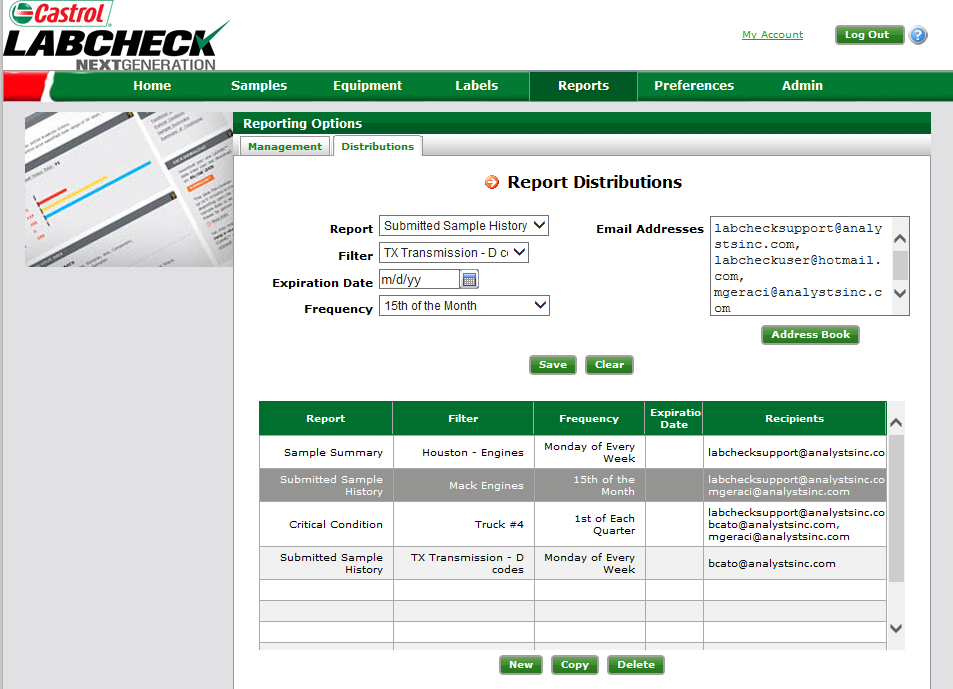 Castrol
LABCHECK
NEXTGENERATION
My Account
Log Out
?
Home Samples Equipment Labels Reports Preferences Admin
Reporting Options
Management Distributions
Report Distributions
Report Submitted Sample History
Filter TX Transmission - D co
Expiration Date m/d/yy
Frequency 15th of the Month
Email Addresses
labchecksupport@analy
stsinc.com,
labcheckuser@hotmail.
com,
mgeraci@analystsinc.c
om
Address Book
Save Clear
Report Filter Frequency Expiratio Recipients
Date
Sample Summary Houston - Engines Monday of Every labchecksupport@analystsinc.co
Week
Submitted Sample Mack Engines 15th of the labchecksupport@analystsinc.co
History Month mgeraci@analystsinc.com
Critical Condition Truck #4 1st of Each labchecksupport@analystsinc.co
Quarter bcato@analystsinc.com,
mgeraci@analystsinc.com
Submitted Sample TX Transmission - D Monday of Every bcato@analystsinc.com
History codes Week
New Copy Delete